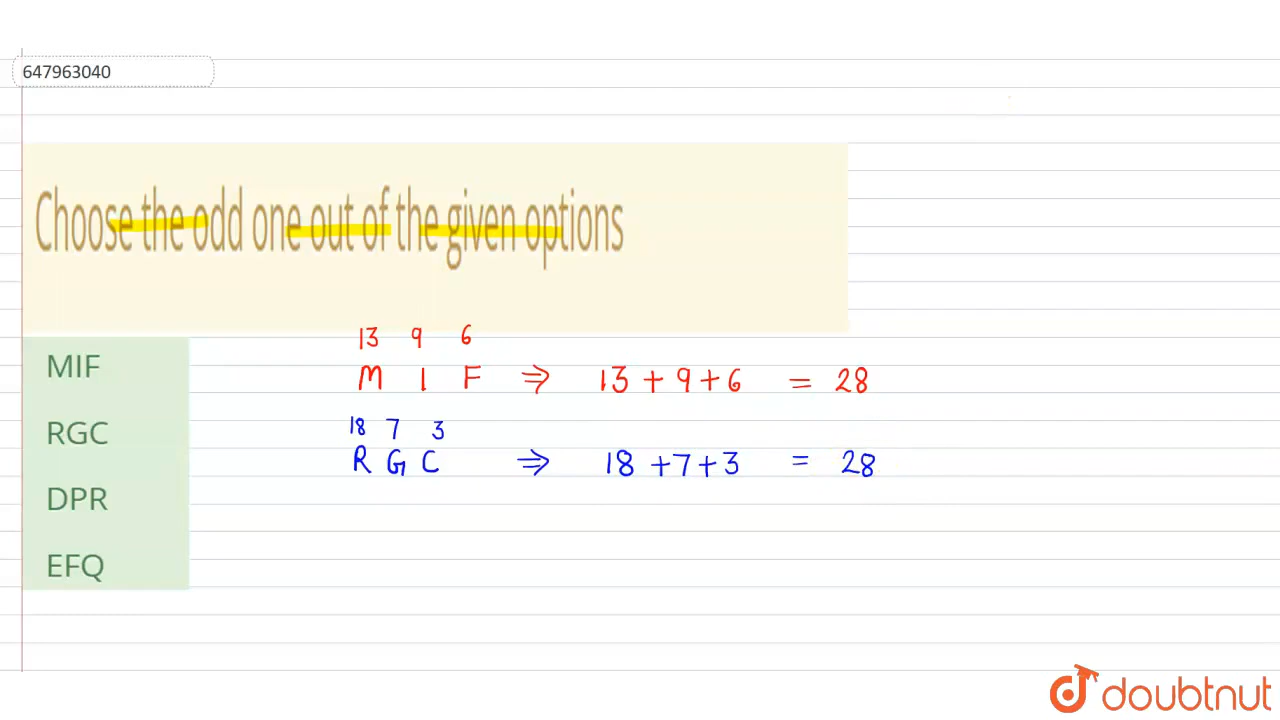 647963040
Choose the odd one out of the given options
13 9 6
MIF
M I F ⇒ 13 + 9 + 6 = 28
18 7 3
RGC
R G C ⇒ 18 + 7 + 3 = 28
DPR
EFQ
doubtnut